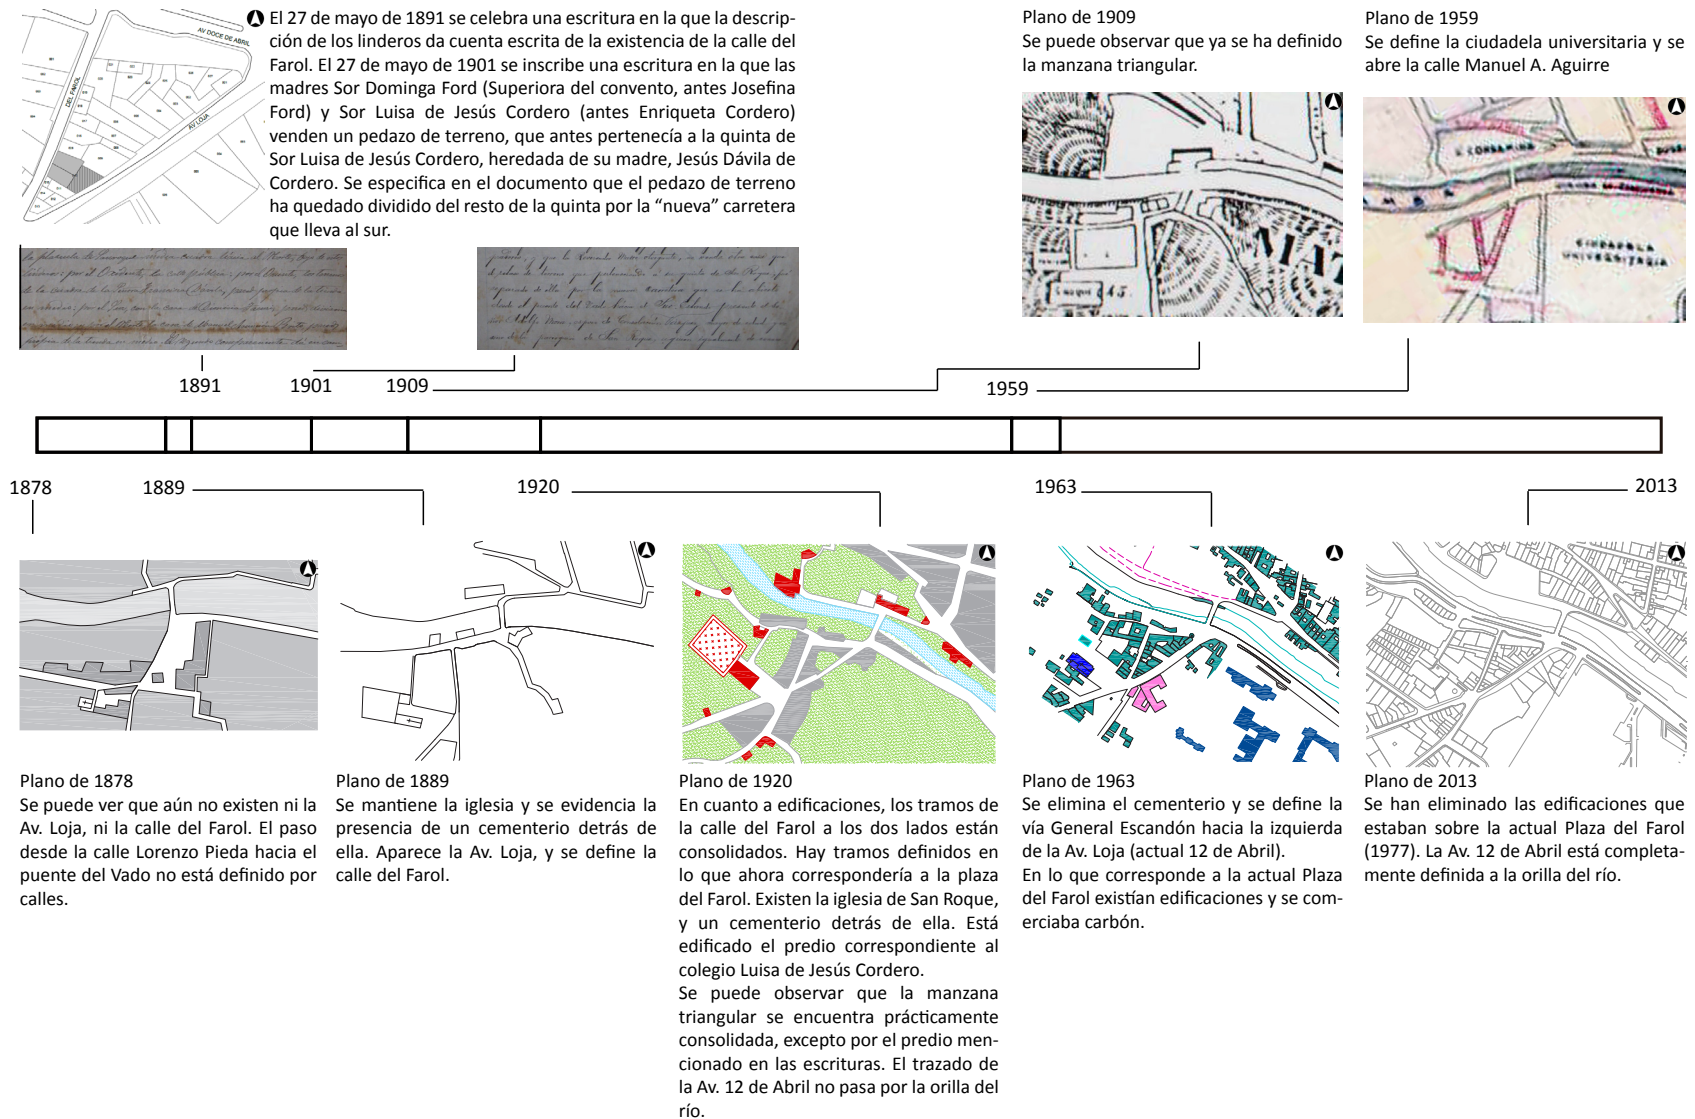 El 27 de mayo de 1891 se celebra una escritura en la que la descrip-
ción de los linderos da cuenta escrita de la existencia de la calle del
Farol. El 27 de mayo de 1901 se inscribe una escritura en la que las
madres Sor Dominga Ford (Superiora del convento, antes Josefina
Ford) y Sor Luisa de Jesús Cordero (antes Enriqueta Cordero)
venden un pedazo de terreno, que antes pertenecía a la quinta de
Sor Luisa de Jesús Cordero, heredada de su madre, Jesús Dávila de
Cordero. Se especifica en el documento que el pedazo de terreno
ha quedado dividido del resto de la quinta por la “nueva” carretera
que lleva al sur.
AV DOCE DE ABRIL
DEL FAROL
AV LOJA
Plano de 1909
Se puede observar que ya se ha definido
la manzana triangular.
MAT
Plano de 1959
Se define la ciudadela universitaria y se
abre la calle Manuel A. Aguirre
CIUDADELA
UNIVERSITARIA
1891
1901
1909
1959
1878
1889
1920
1963
2013
Plano de 1878
Se puede ver que aún no existen ni la
Av. Loja, ni la calle del Farol. El paso
desde la calle Lorenzo Pieda hacia el
puente del Vado no está definido por
calles.
Plano de 1889
Se mantiene la iglesia y se evidencia la
presencia de un cementerio detrás de
ella. Aparece la Av. Loja, y se define la
calle del Farol.
Plano de 1920
En cuanto a edificaciones, los tramos de
la calle del Farol a los dos lados están
consolidados. Hay tramos definidos en
lo que ahora correspondería a la plaza
del Farol. Existen la iglesia de San Roque,
y un cementerio detrás de ella. Está
edificado el predio correspondiente al
colegio Luisa de Jesús Cordero.
Se puede observar que la manzana
triangular se encuentra prácticamente
consolidada, excepto por el predio men-
cionado en las escrituras. El trazado de
la Av. 12 de Abril no pasa por la orilla del
río.
Plano de 1963
Se elimina el cementerio y se define la
vía General Escandón hacia la izquierda
de la Av. Loja (actual 12 de Abril).
En lo que corresponde a la actual Plaza
del Farol existían edificaciones y se com-
erciaba carbón.
Plano de 2013
Se han eliminado las edificaciones que
estaban sobre la actual Plaza del Farol
(1977). La Av. 12 de Abril está completa-
mente definida a la orilla del río.